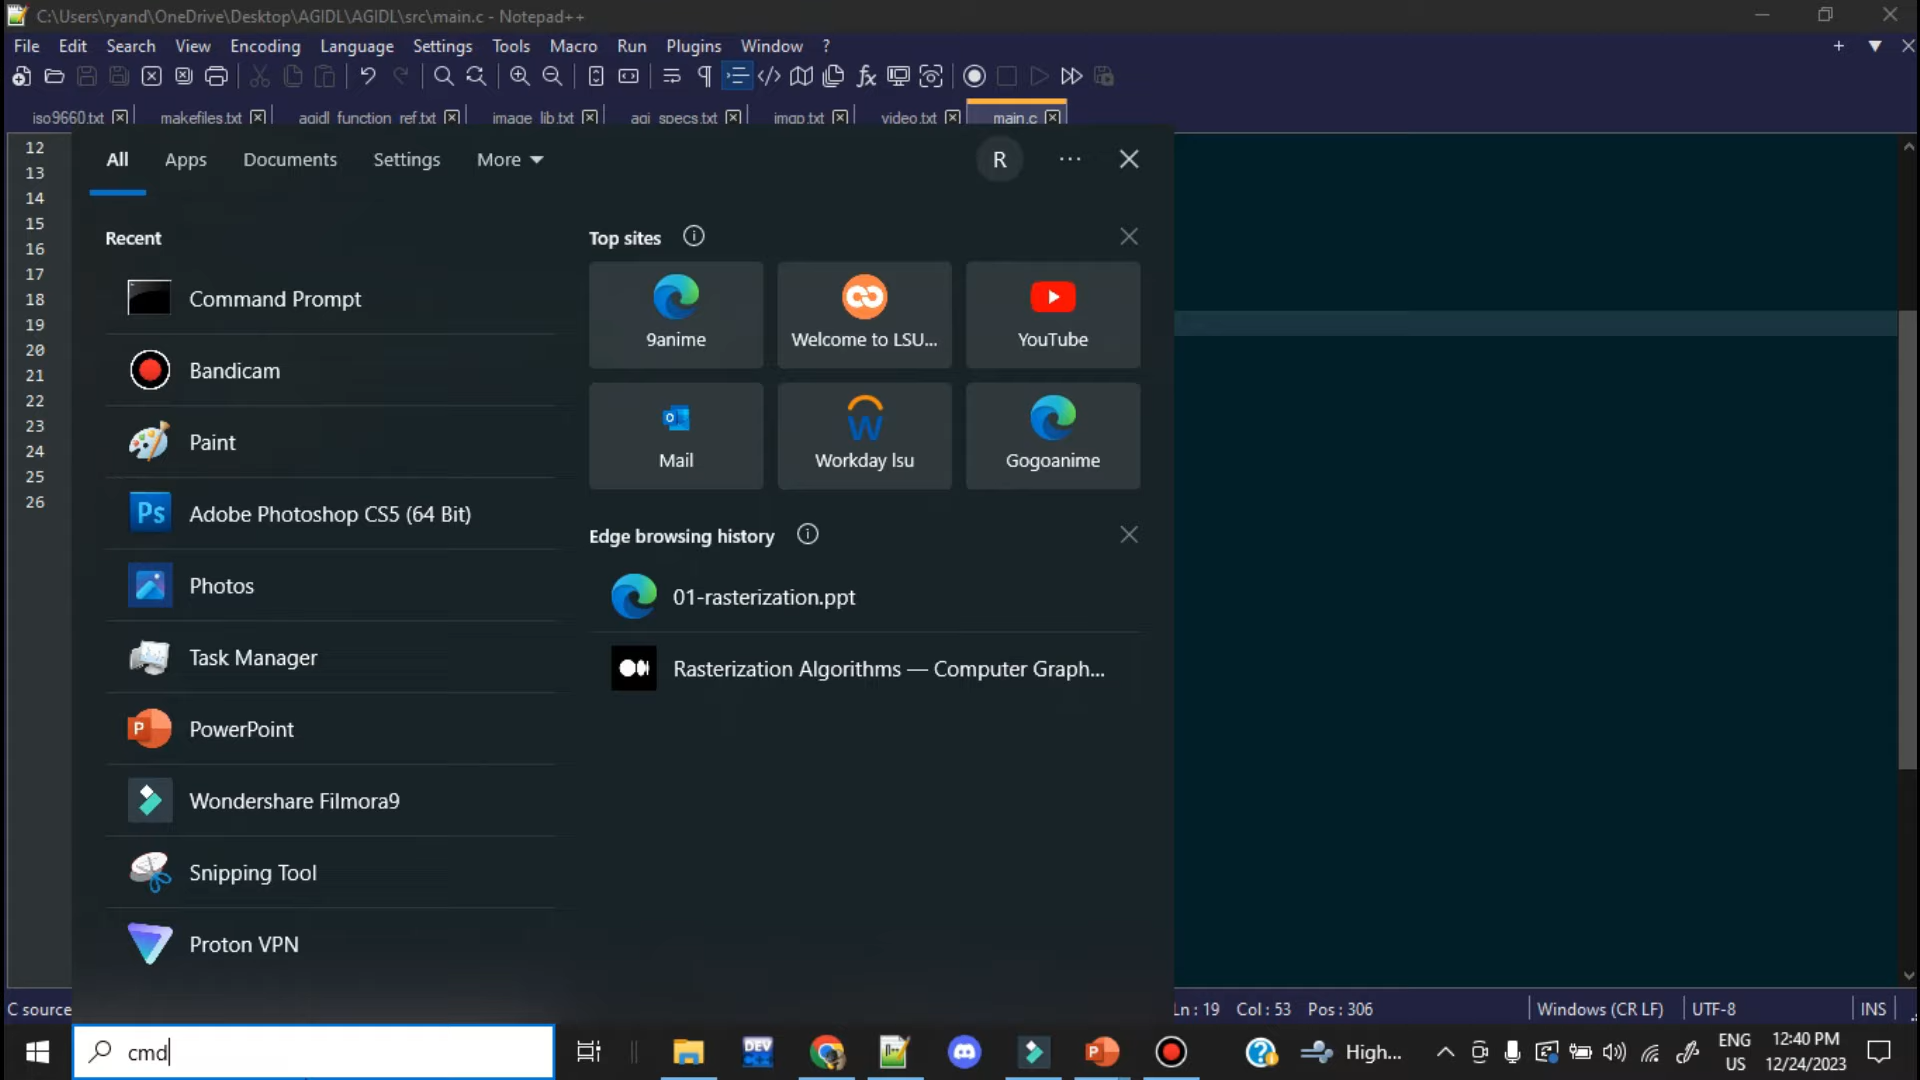 C:\Users\ryand\OneDrive\Desktop\AGIDL\AGIDL\src\main.c - Notepad++
File Edit Search View Encoding Language Settings Tools Macro Run Plugins Window ?
iso9660.txt makefiles.txt agidl_function_ref.txt image_lib.txt agi_specs.txt imgp.txt video.txt main.c
12
13
14
15
16
17
18
19
20
21
22
23
24
25
26
All Apps Documents Settings More
R
Recent
Command Prompt
Bandicam
Paint
Adobe Photoshop CS5 (64 Bit)
Photos
Task Manager
PowerPoint
Wondershare Filmora9
Snipping Tool
Proton VPN
Top sites
9anime
Welcome to LSU...
YouTube
Mail
Workday lsu
Gogoanime
Edge browsing history
01-rasterization.ppt
Rasterization Algorithms — Computer Graph...
C source
Ln: 19 Col: 53 Pos: 306
Windows (CR LF)
UTF-8
INS
cmd
DEV
High...
ENG
US
12:40 PM
12/24/2023